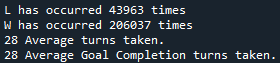 L has occurred 43963 times
W has occurred 206037 times
28 Average turns taken.
28 Average Goal Completion turns taken.